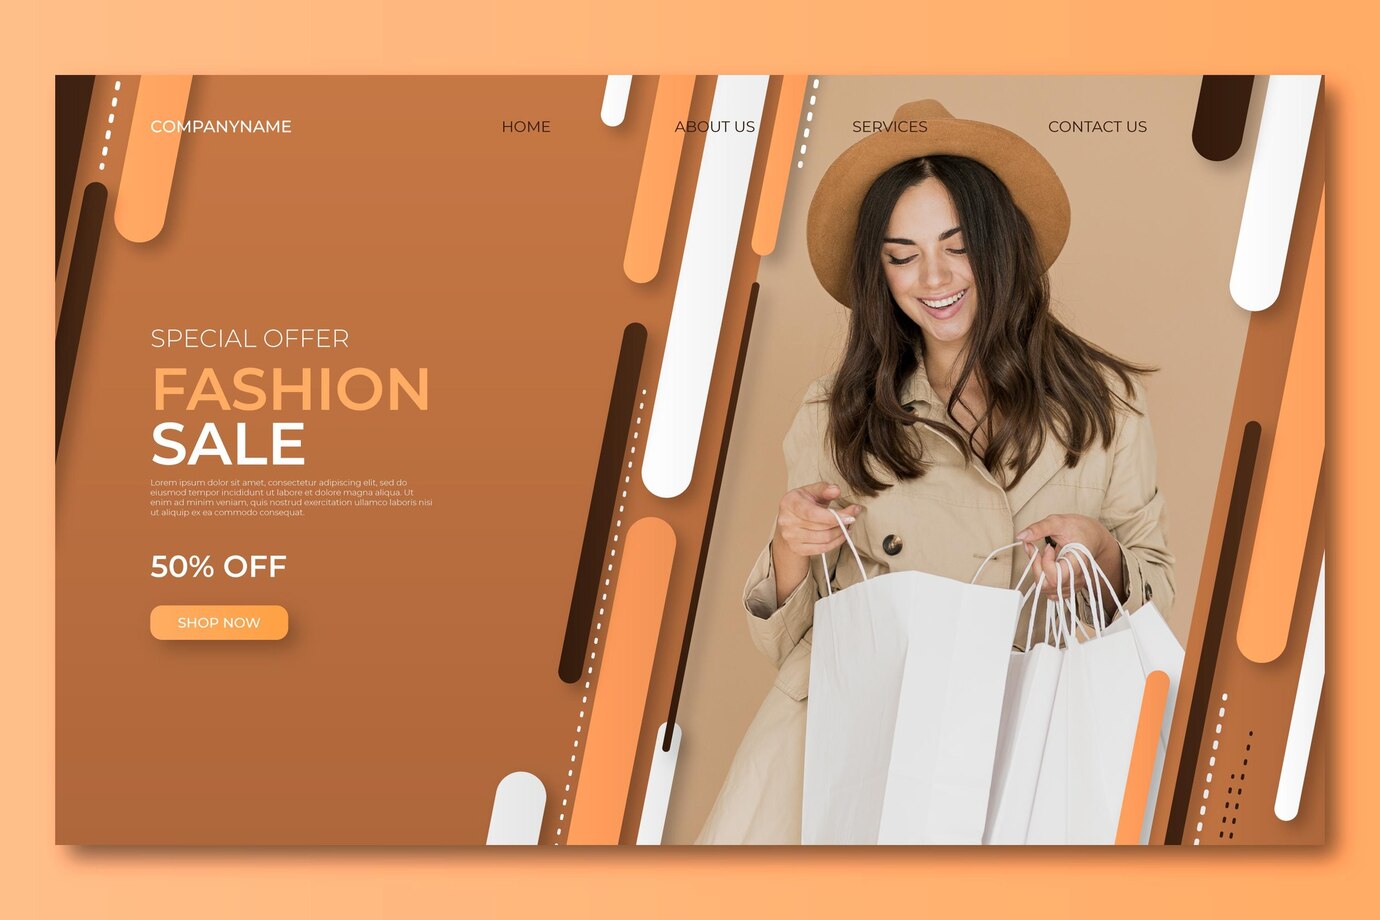 COMPANYNAME
HOME
ABOUT US
SERVICES
CONTACT US
SPECIAL OFFER
FASHION
SALE
Lorem ipsum dolor sit amet, consectetur adipiscing elit, sed do
eiusmod tempor incididunt ut labore et dolore magna aliqua. Ut
enim ad minim veniam, quis nostrud exercitation ullamco laboris nisi
ut aliquip ex ea commodo consequat.
50% OFF
SHOP NOW